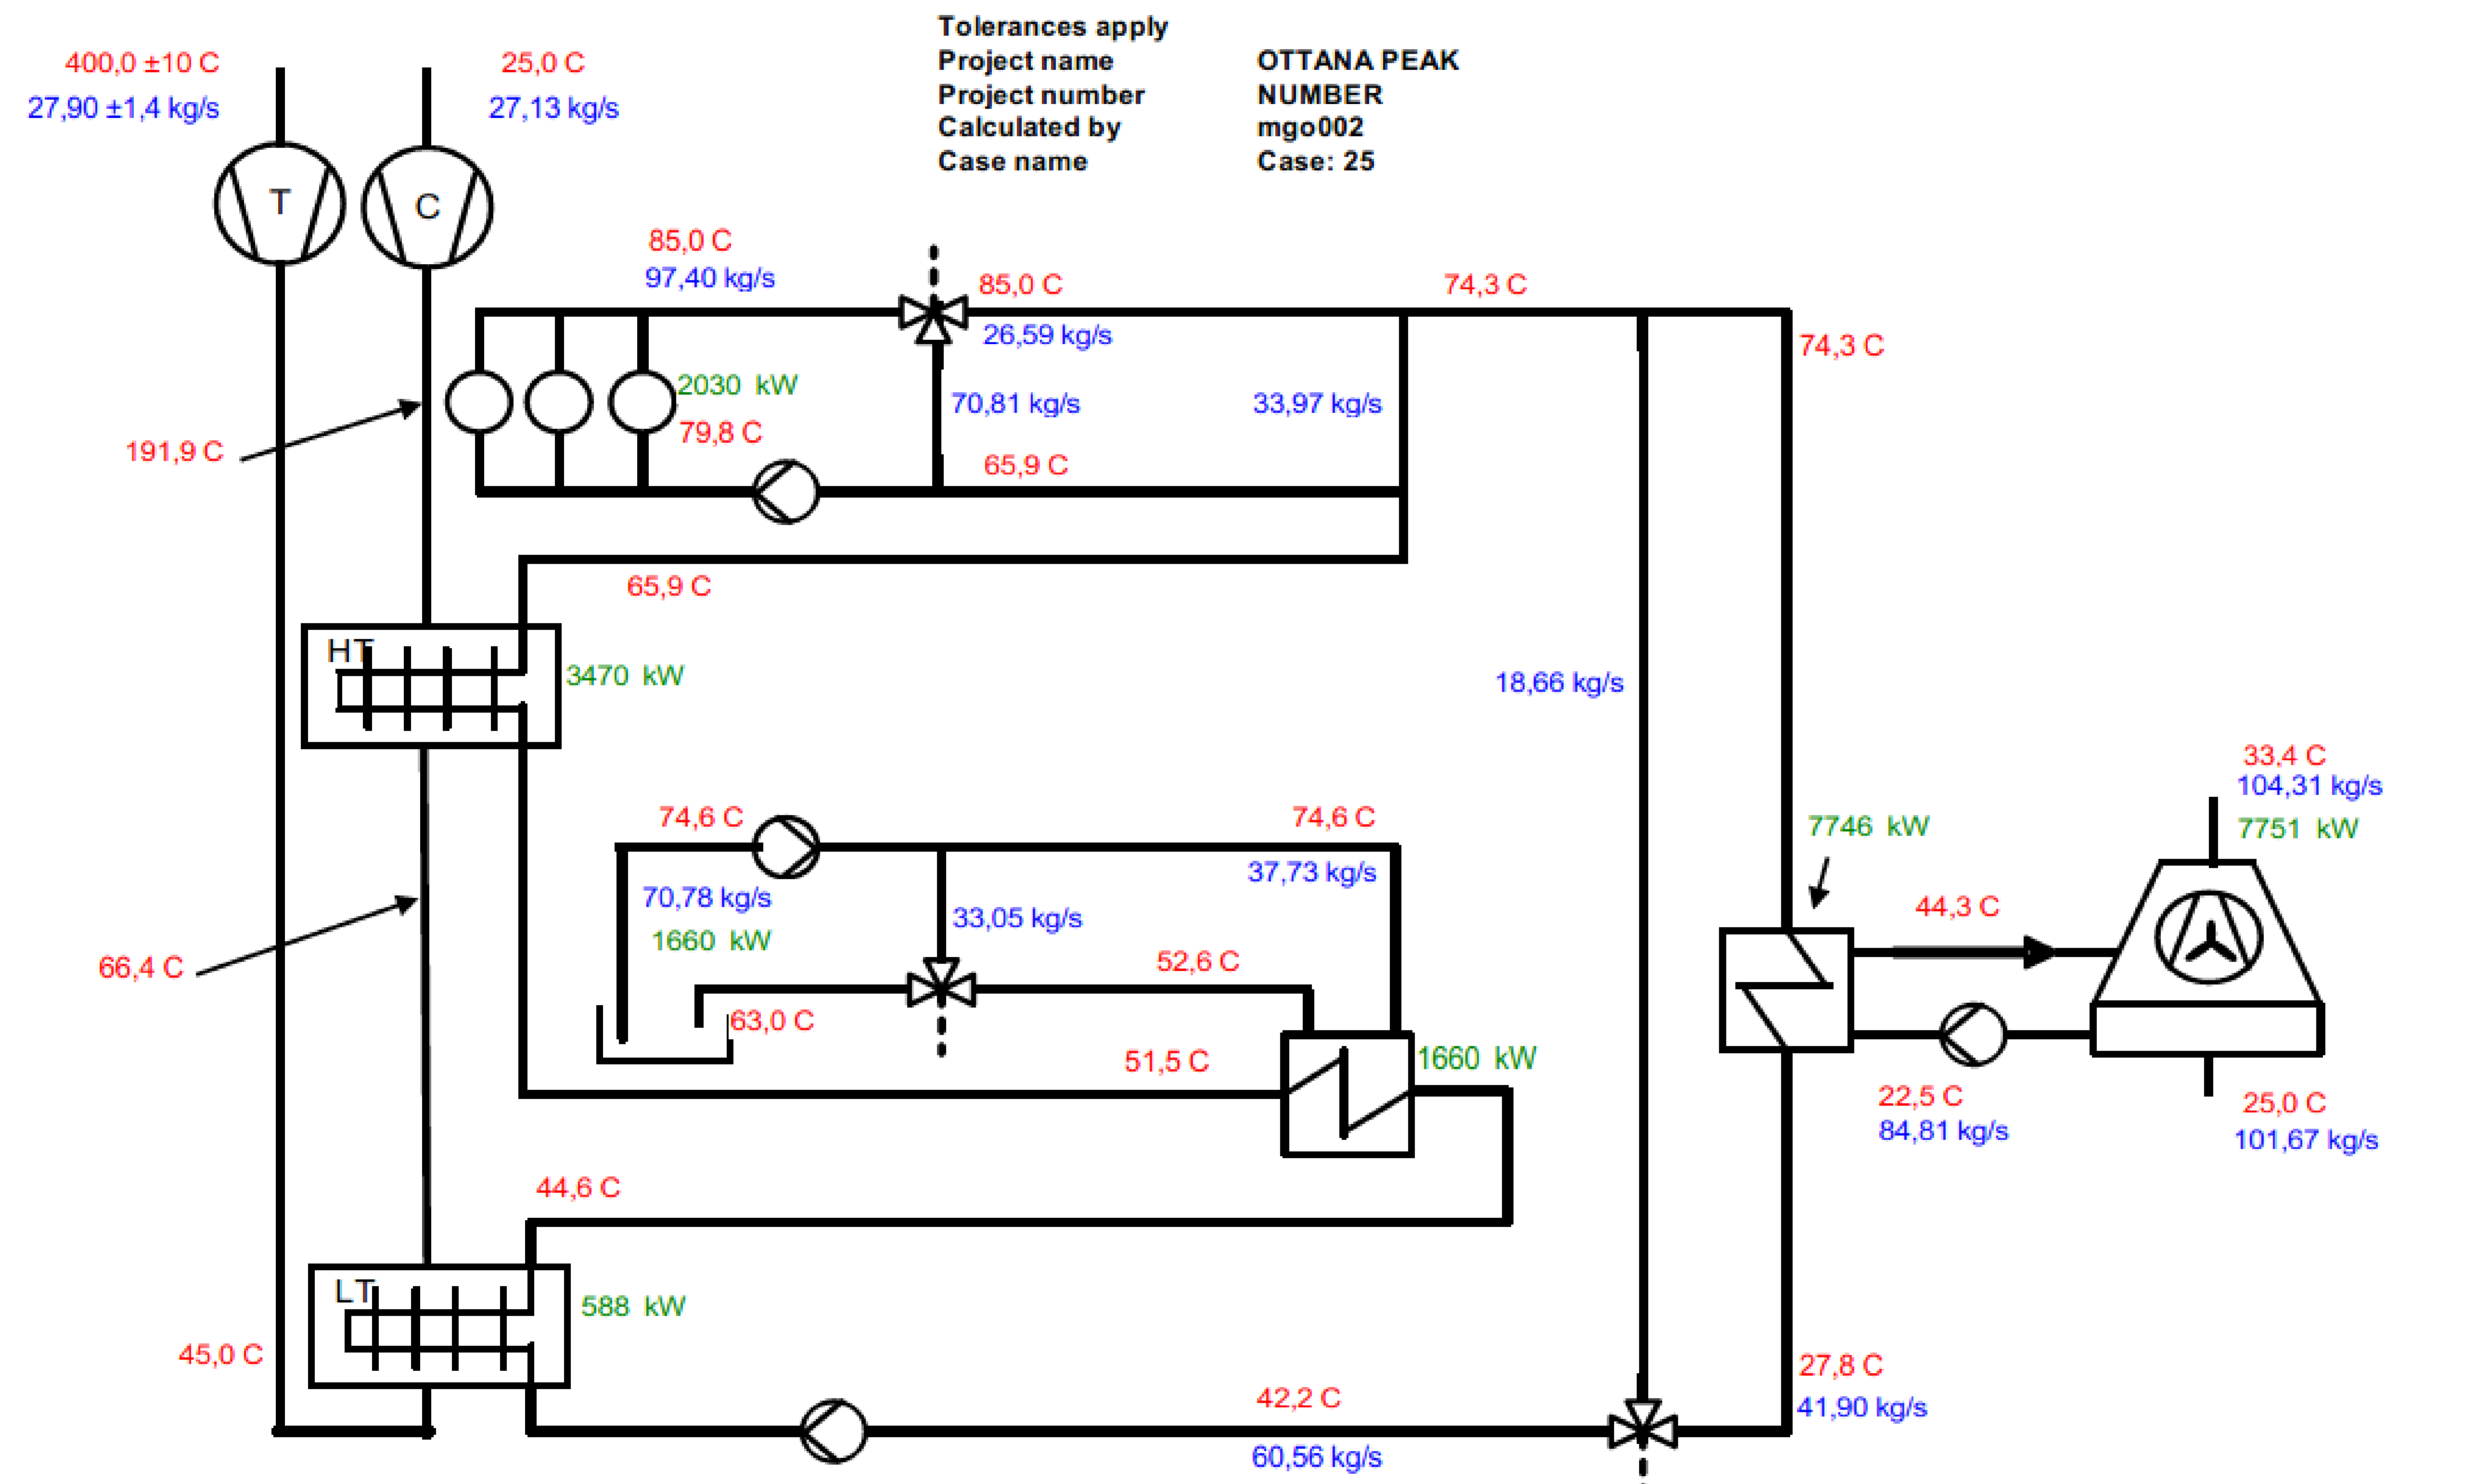 Tolerances apply
Project name OTTANA PEAK
Project number NUMBER
Calculated by mgo002
Case name Case: 25
400,0 ±10 C
27,90 ±1,4 kg/s
25,0 C
27,13 kg/s
T
C
85,0 C
97,40 kg/s
85,0 C
26,59 kg/s
74,3 C
74,3 C
2030 kW
79,8 C
70,81 kg/s
33,97 kg/s
191,9 C
65,9 C
65,9 C
HT
3470 kW
18,66 kg/s
74,6 C
74,6 C
70,78 kg/s
1660 kW
37,73 kg/s
33,05 kg/s
66,4 C
52,6 C
63,0 C
51,5 C
1660 kW
7746 kW
33,4 C
104,31 kg/s
7751 kW
44,3 C
22,5 C
84,81 kg/s
25,0 C
101,67 kg/s
44,6 C
LT
588 kW
45,0 C
42,2 C
60,56 kg/s
27,8 C
41,90 kg/s